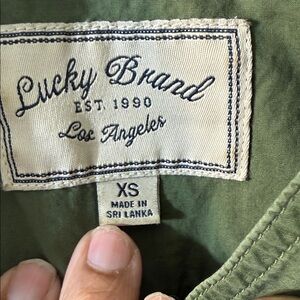 Lucky Brand
EST. 1990
Los Angeles
XS
MADE IN
SRI LANKA